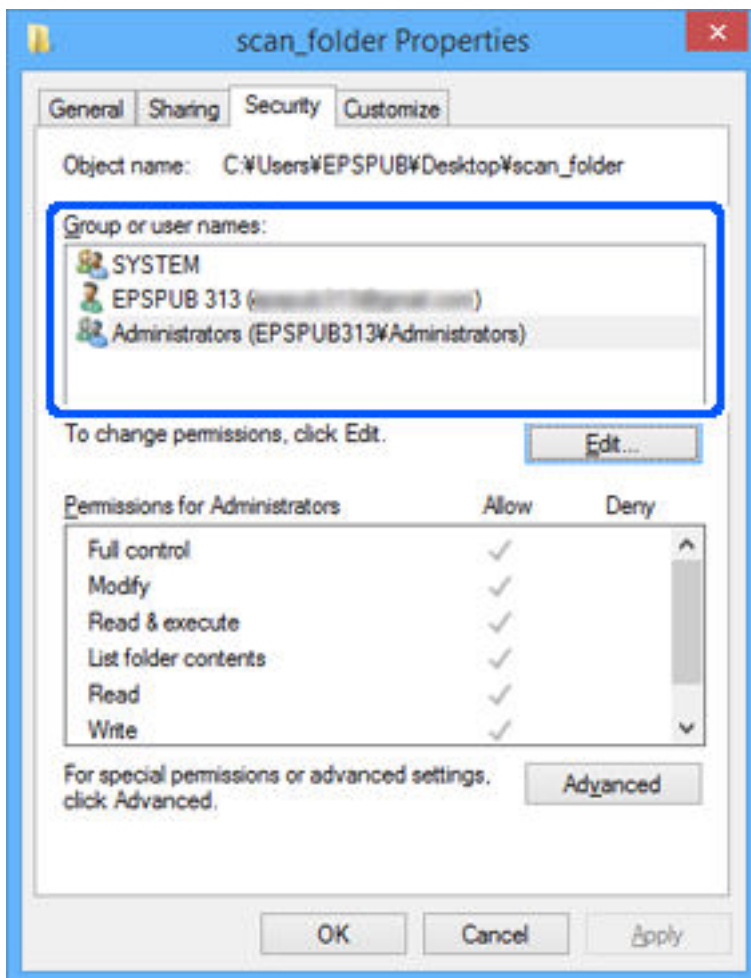 scan_folder Properties
General Sharing Security Customize
Object name: C:¥Users¥EPSPUB¥Desktop¥scan_folder
Group or user names:
SYSTEM
EPSPUB 313 ( )
Administrators (EPSPUB313¥Administrators)
To change permissions, click Edit.
Edit...
Permissions for Administrators Allow Deny
Full control
Modify
Read & execute
List folder contents
Read
Write
For special permissions or advanced settings,
click Advanced.
Advanced
OK Cancel Apply